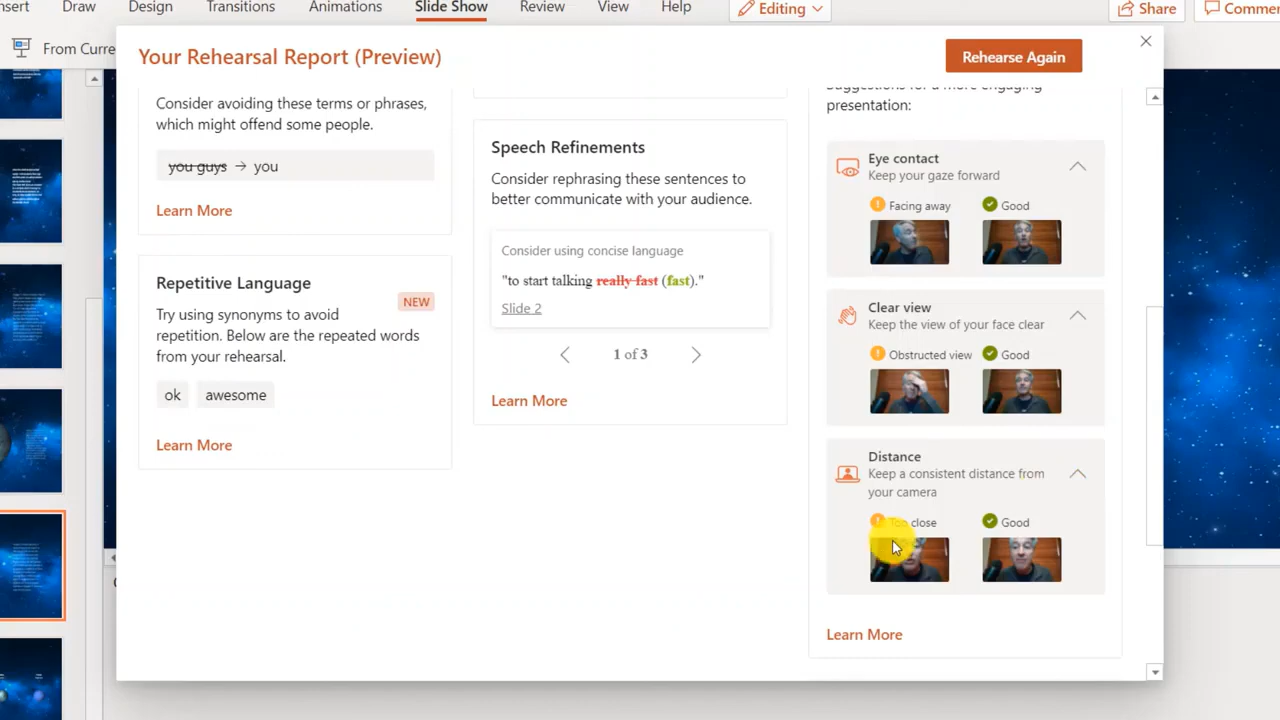 nsert Draw Design Transitions Animations Slide Show Review View Help Editing Share Comme
From Curre
Your Rehearsal Report (Preview)
Rehearse Again
Consider avoiding these terms or phrases,
which might offend some people.
you guys → you
Learn More
Repetitive Language
NEW
Try using synonyms to avoid
repetition. Below are the repeated words
from your rehearsal.
ok awesome
Learn More
Speech Refinements
Consider rephrasing these sentences to
better communicate with your audience.
Consider using concise language
"to start talking really fast (fast)."
Slide 2
1 of 3
Learn More
Suggestions for a more engaging
presentation:
Eye contact
Keep your gaze forward
Facing away Good
Clear view
Keep the view of your face clear
Obstructed view Good
Distance
Keep a consistent distance from
your camera
Too close Good
Learn More